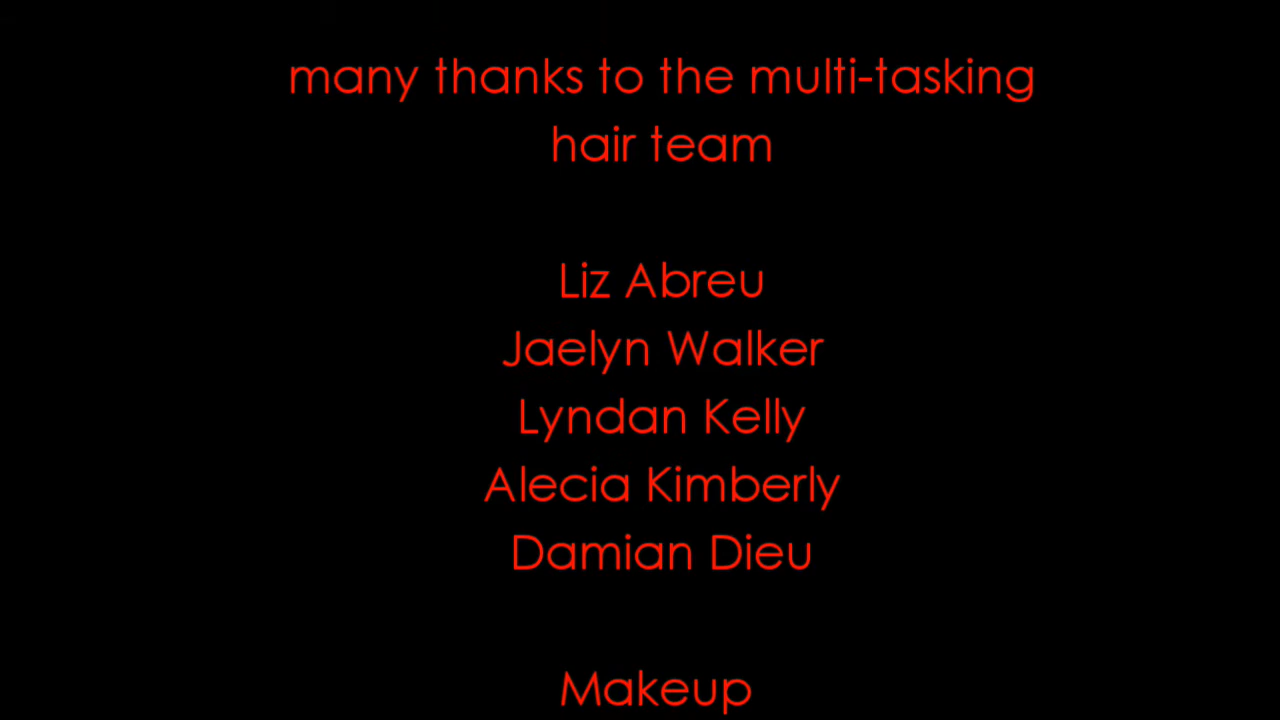 many thanks to the multi-tasking
hair team
Liz Abreu
Jaelyn Walker
Lyndan Kelly
Alecia Kimberly
Damian Dieu
Makeup